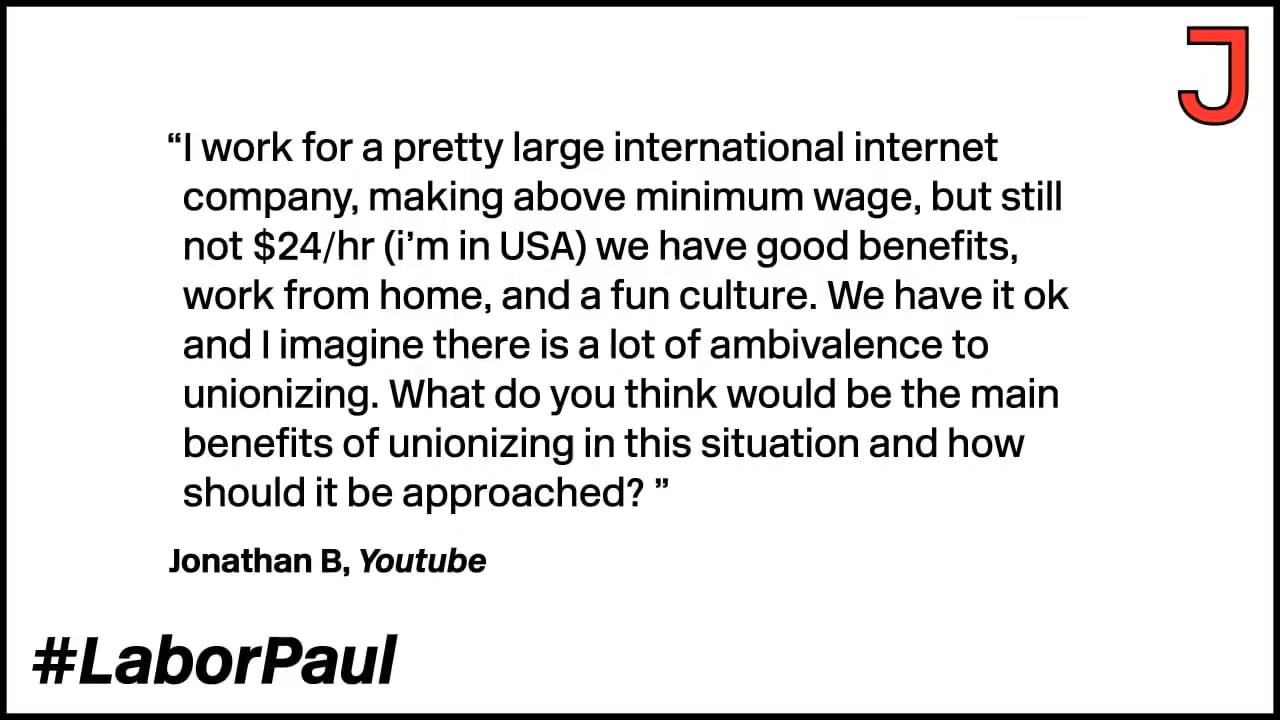 J
“I work for a pretty large international internet
company, making above minimum wage, but still
not $24/hr (i’m in USA) we have good benefits,
work from home, and a fun culture. We have it ok
and I imagine there is a lot of ambivalence to
unionizing. What do you think would be the main
benefits of unionizing in this situation and how
should it be approached? ”
Jonathan B, Youtube
#LaborPaul